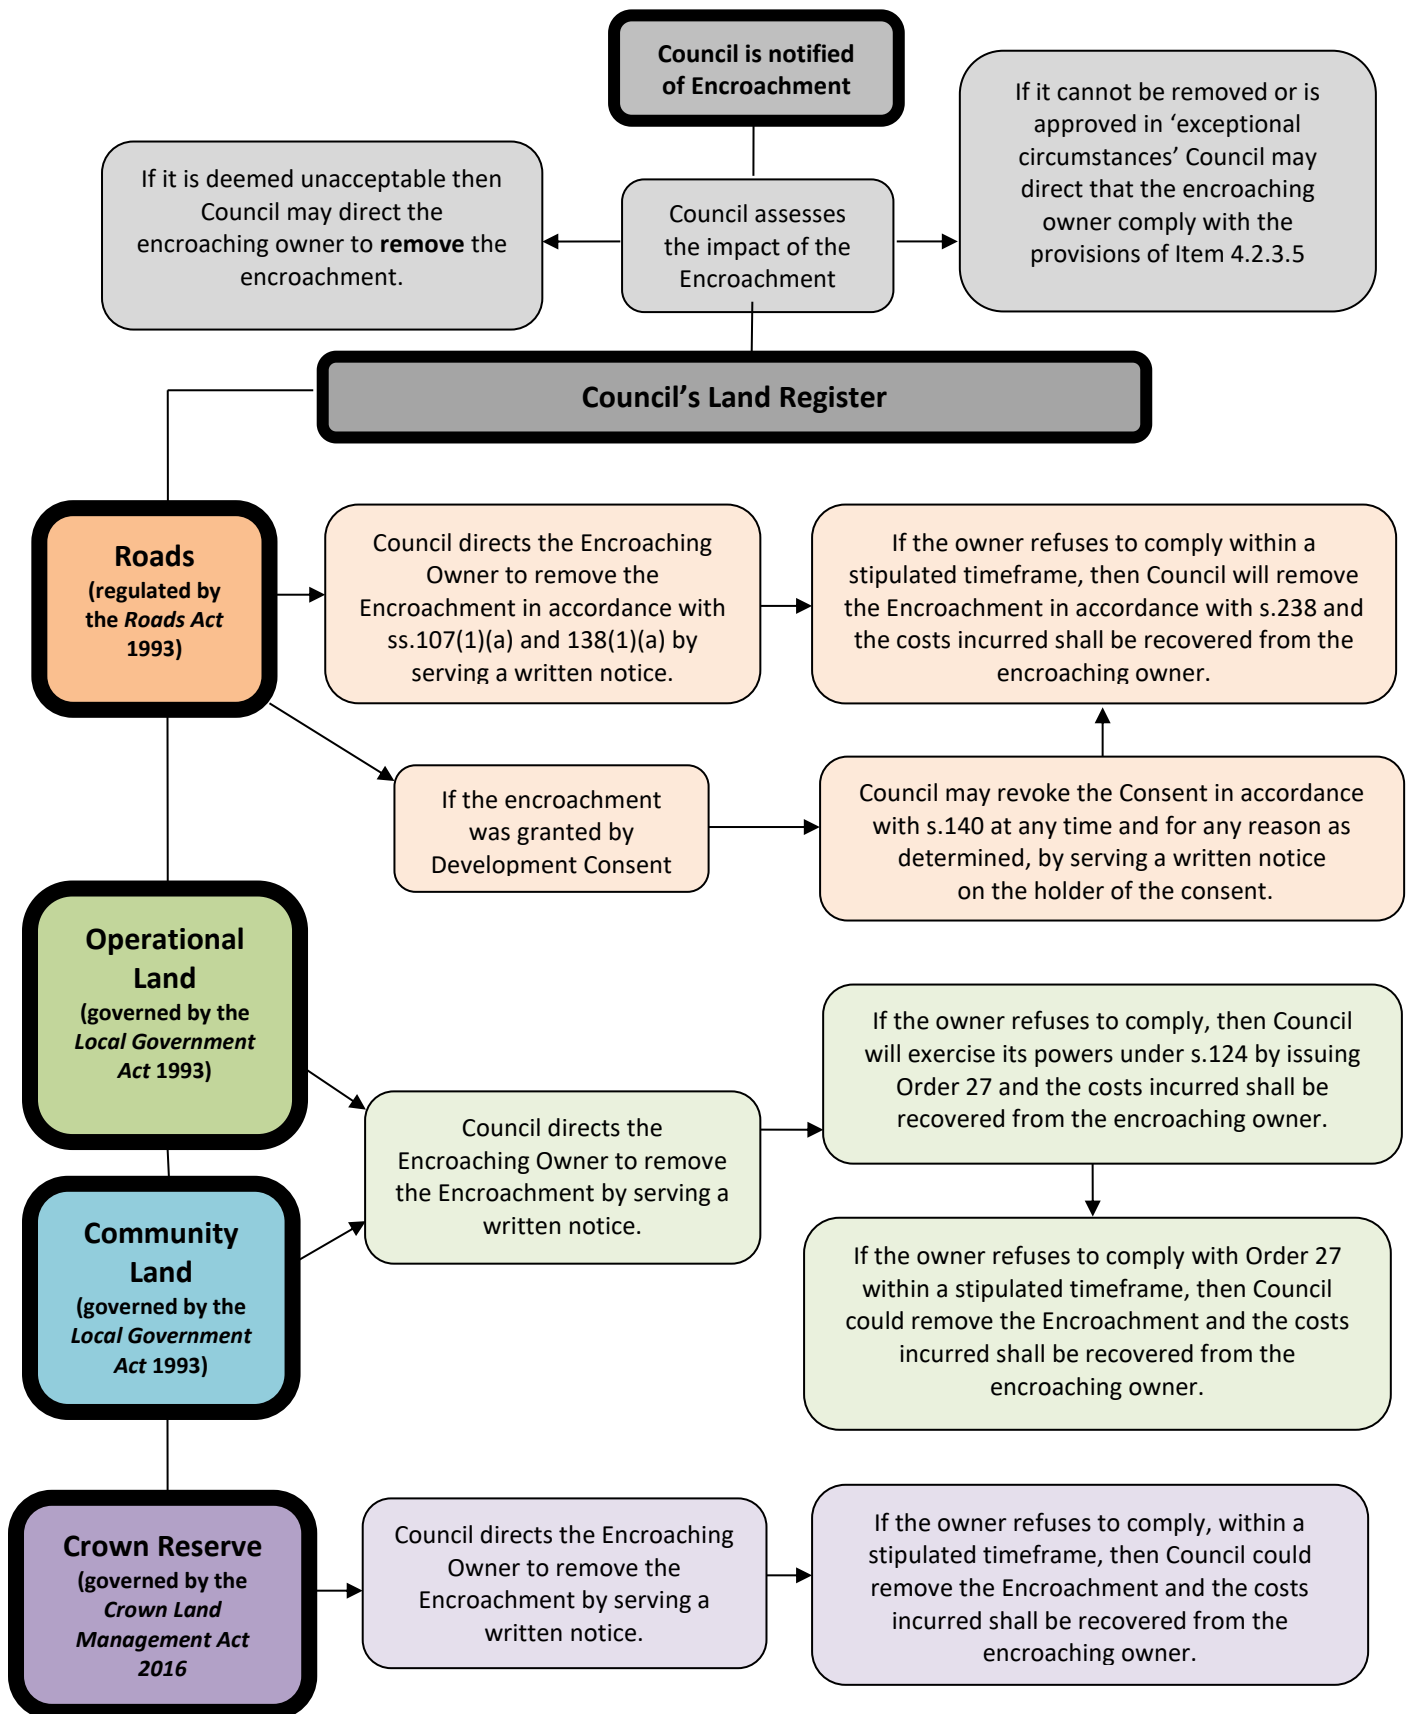 Council is notified
of Encroachment
If it cannot be removed or is
approved in ‘exceptional
circumstances’ Council may
direct that the encroaching
owner comply with the
provisions of Item 4.2.3.5
If it is deemed unacceptable then
Council may direct the
encroaching owner to remove the
encroachment.
Council assesses
the impact of the
Encroachment
Council’s Land Register
Roads
(regulated by
the Roads Act
1993)
Council directs the Encroaching
Owner to remove the
Encroachment in accordance with
ss.107(1)(a) and 138(1)(a) by
serving a written notice.
If the owner refuses to comply within a
stipulated timeframe, then Council will remove
the Encroachment in accordance with s.238 and
the costs incurred shall be recovered from the
encroaching owner.
If the encroachment
was granted by
Development Consent
Council may revoke the Consent in accordance
with s.140 at any time and for any reason as
determined, by serving a written notice
on the holder of the consent.
Operational
Land
(governed by the
Local Government
Act 1993)
If the owner refuses to comply, then Council
will exercise its powers under s.124 by issuing
Order 27 and the costs incurred shall be
recovered from the encroaching owner.
Council directs the
Encroaching Owner to remove
the Encroachment by serving a
written notice.
Community
Land
(governed by the
Local Government
Act 1993)
If the owner refuses to comply with Order 27
within a stipulated timeframe, then Council
could remove the Encroachment and the costs
incurred shall be recovered from the
encroaching owner.
Crown Reserve
(governed by the
Crown Land
Management Act
2016
Council directs the Encroaching
Owner to remove the
Encroachment by serving a
written notice.
If the owner refuses to comply, within a
stipulated timeframe, then Council could
remove the Encroachment and the costs
incurred shall be recovered from the
encroaching owner.